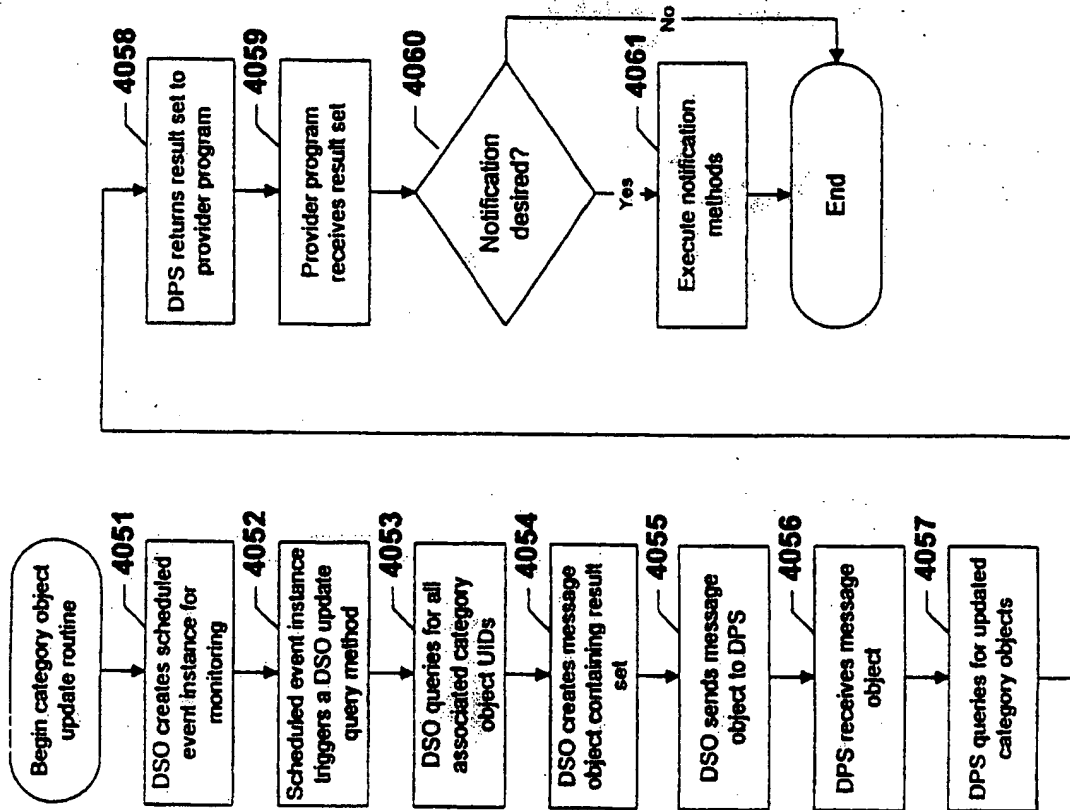 Begin category object
update routine
4051
DSO creates scheduled
event instance for
monitoring
4052
Scheduled event instance
triggers a DSO update
query method
4053
DSO queries for all
associated category
object UIDs
4054
DSO creates message
object containing result
set
4055
DSO sends message
object to DPS
4056
DPS receives message
object
4057
DPS queries for updated
category objects
4058
DPS returns result set to
provider program
4059
Provider program
receives result set
4060
Notification
desired?
No
Yes
4061
Execute notification
methods
End